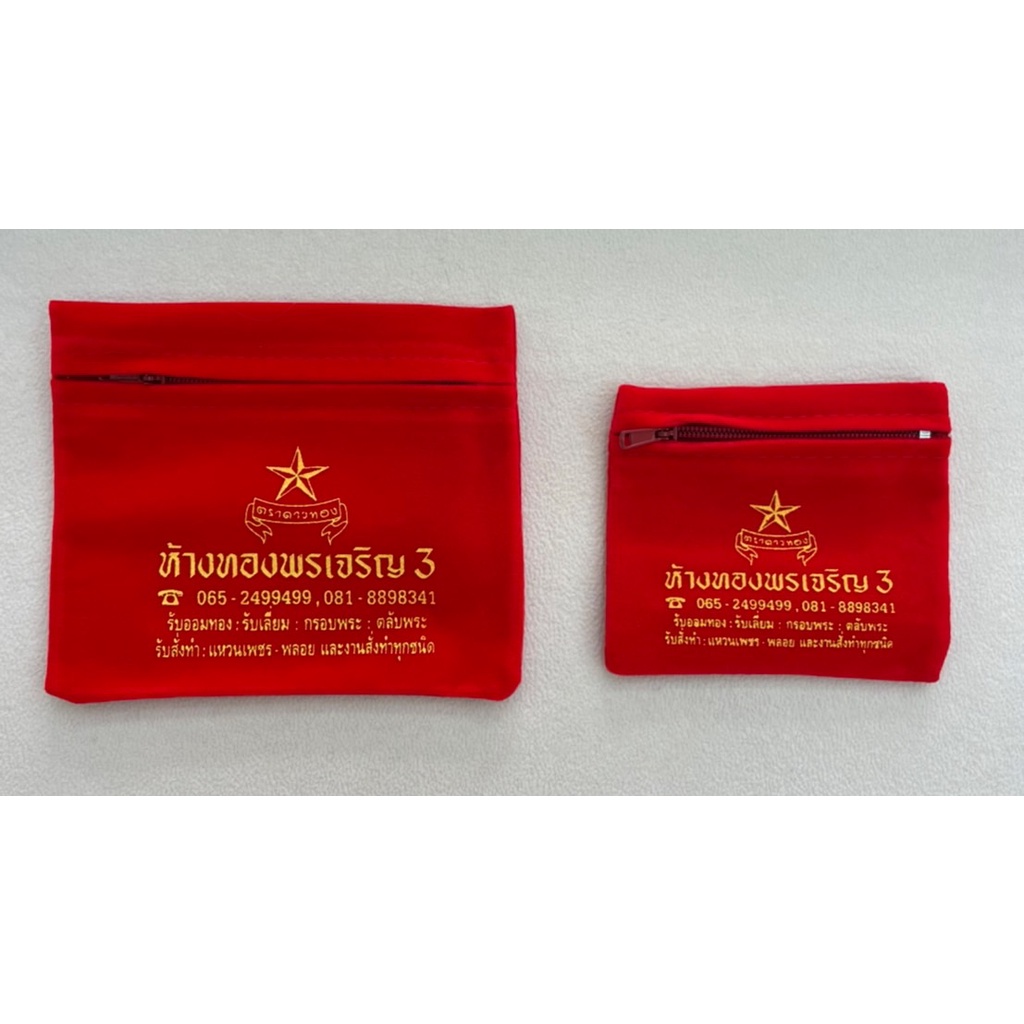 ตราดาวทอง
ห้างทองพรเจริญ 3
☎ 065 - 2499499 , 081 - 8898341
รับออมทอง : รับเลี่ยม : กรอบพระ : ตลับพระ
รับสั่งทำ : แหวนเพชร - พลอย และงานสั่งทำทุกชนิด
ตราดาวทอง
ห้างทองพรเจริญ 3
☎ 065 - 2499499 , 081 - 8898341
รับออมทอง : รับเลี่ยม : กรอบพระ : ตลับพระ
รับสั่งทำ : แหวนเพชร - พลอย และงานสั่งทำทุกชนิด